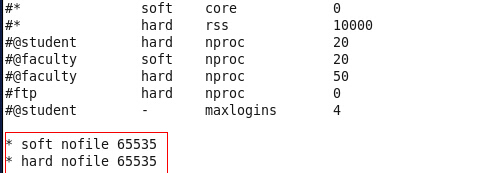 #*               soft    core            0
#*               hard    rss             10000
#@student        hard    nproc           20
#@faculty        soft    nproc           20
#@faculty        hard    nproc           50
#ftp             hard    nproc           0
#@student        -       maxlogins       4
* soft nofile 65535
* hard nofile 65535